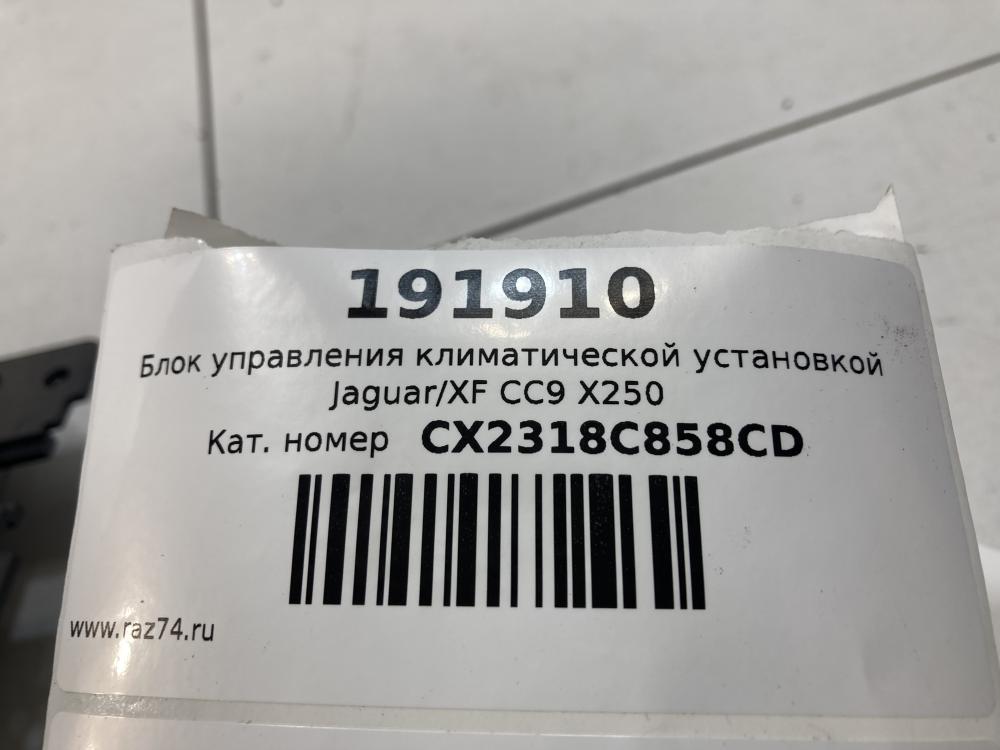 191910
Блок управления климатической установкой
Jaguar/XF CC9 X250
Кат. номер CX2318C858CD
www.raz74.ru